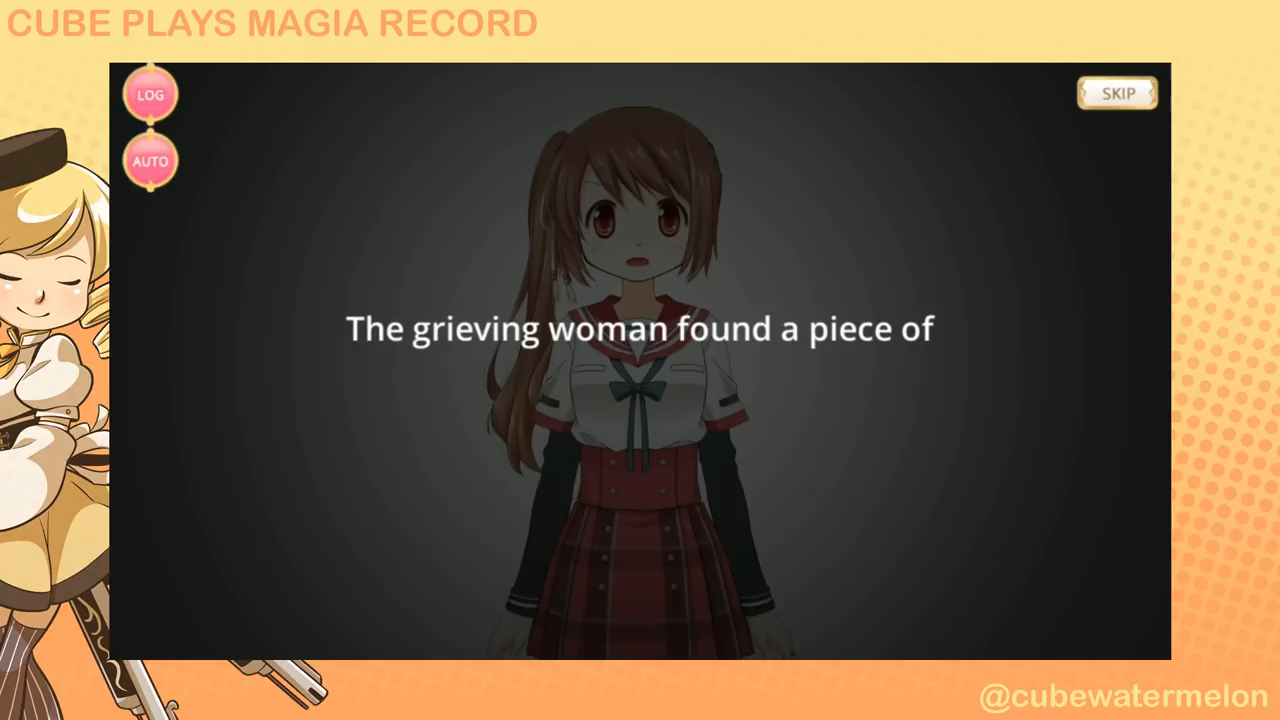 CUBE PLAYS MAGIA RECORD
LOG
SKIP
AUTO
The grieving woman found a piece of
@cubewatermelon